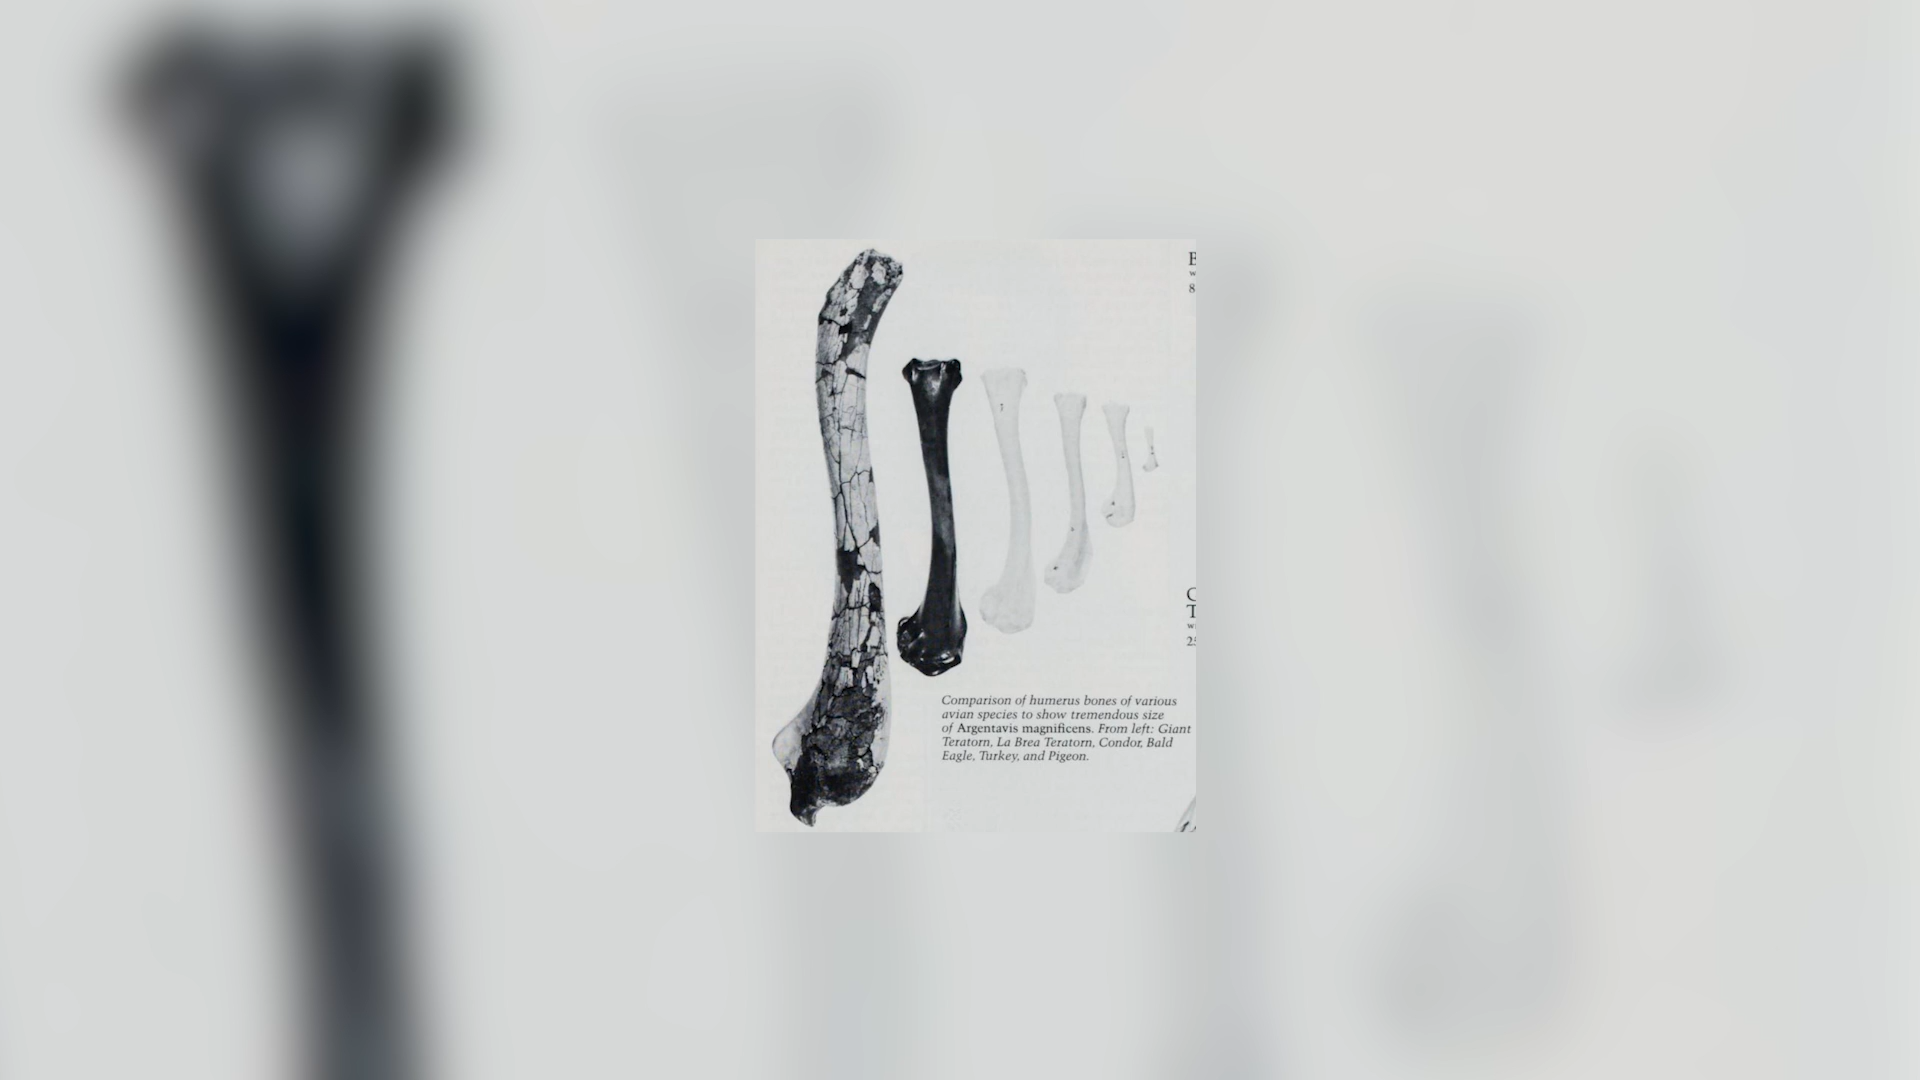 Comparison of humerus bones of various
avian species to show tremendous size
of Argentavis magnificens. From left: Giant
Teratorn, La Brea Teratorn, Condor, Bald
Eagle, Turkey, and Pigeon.